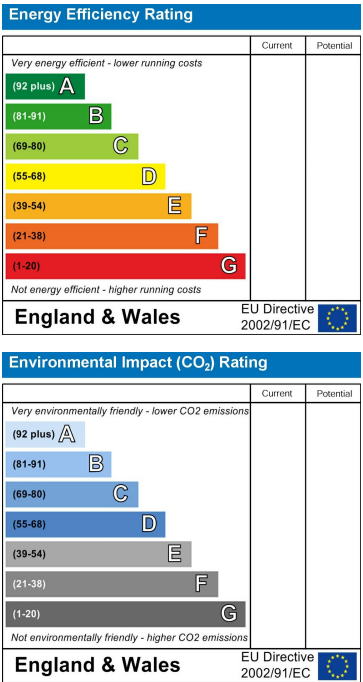 Energy Efficiency Rating
Current Potential
Very energy efficient - lower running costs
(92 plus) A
(81-91) B
(69-80) C
(55-68) D
(39-54) E
(21-38) F
(1-20) G
Not energy efficient - higher running costs
England & Wales
EU Directive
2002/91/EC
Environmental Impact (CO₂) Rating
Current Potential
Very environmentally friendly - lower CO2 emissions
(92 plus) A
(81-91) B
(69-80) C
(55-68) D
(39-54) E
(21-38) F
(1-20) G
Not environmentally friendly - higher CO2 emissions
England & Wales
EU Directive
2002/91/EC